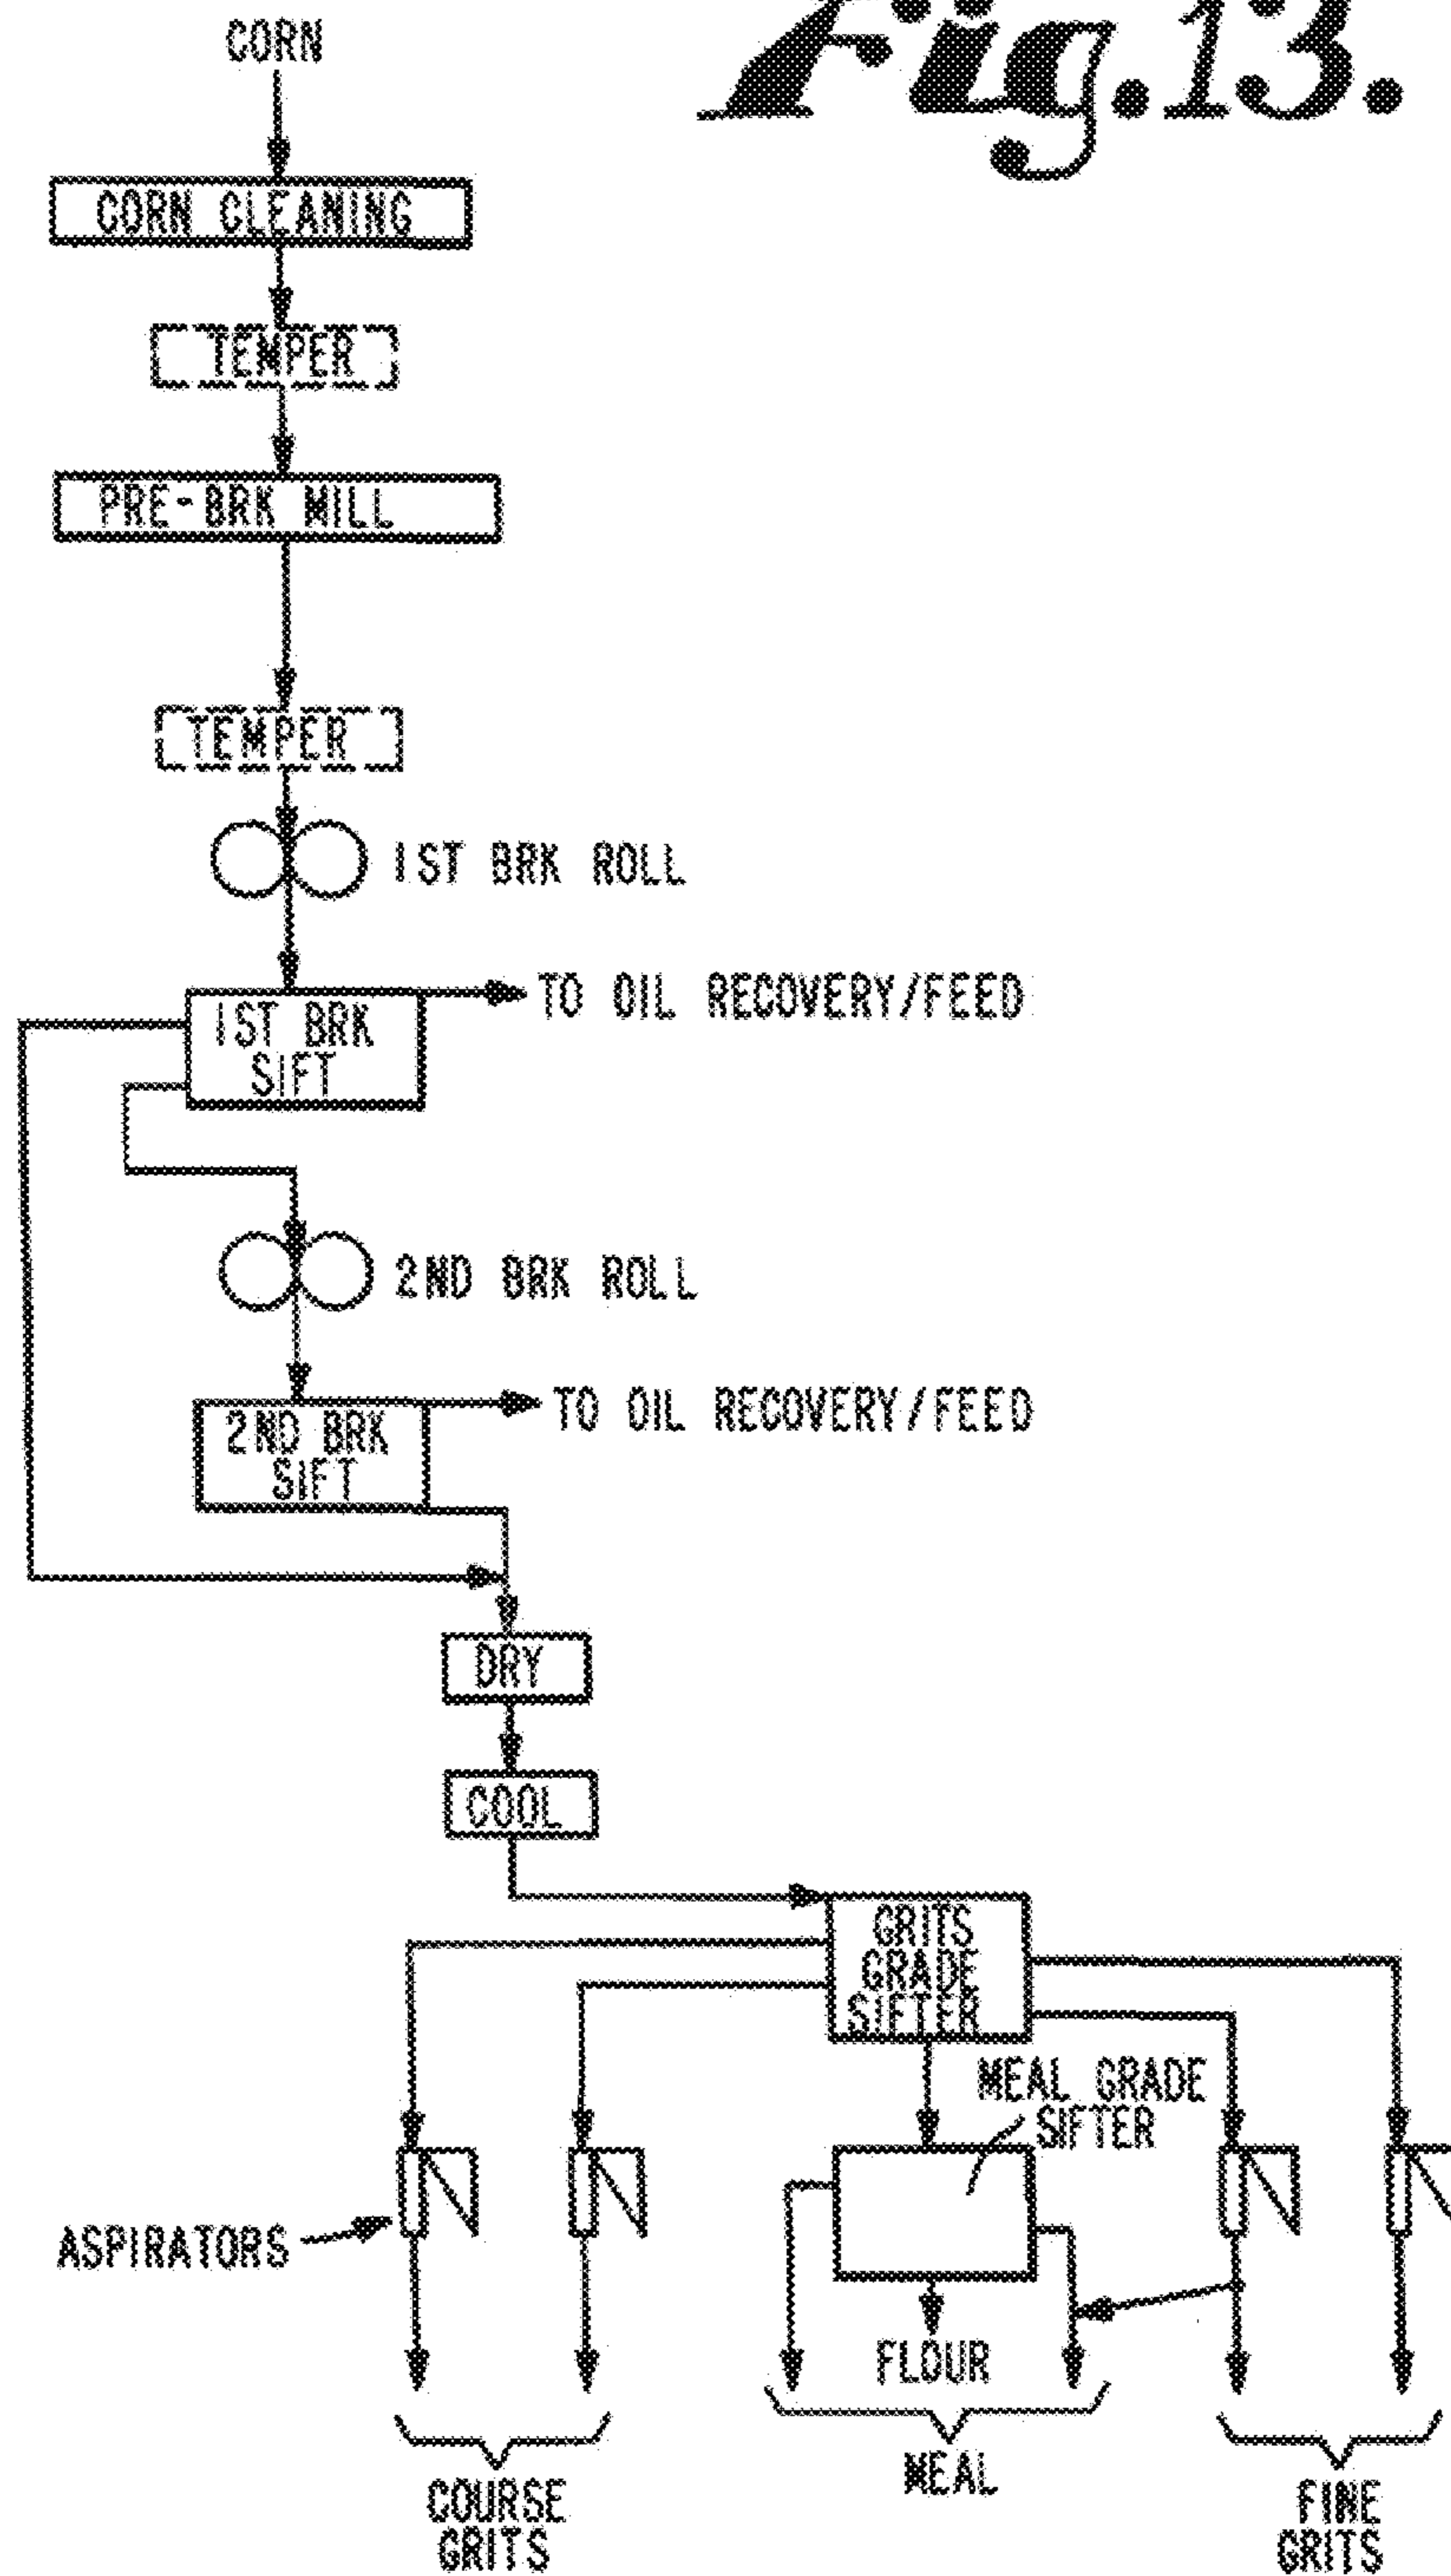 Fig.13.
CORN
CORN CLEANING
TEMPER
PRE-BRK MILL
TEMPER
1ST BRK ROLL
1ST BRK
SIFT
TO OIL RECOVERY/FEED
2ND BRK ROLL
2ND BRK
SIFT
TO OIL RECOVERY/FEED
DRY
COOL
GRITS
GRADE
SIFTER
MEAL GRADE
SIFTER
ASPIRATORS
FLOUR
COURSE
GRITS
MEAL
FINE
GRITS